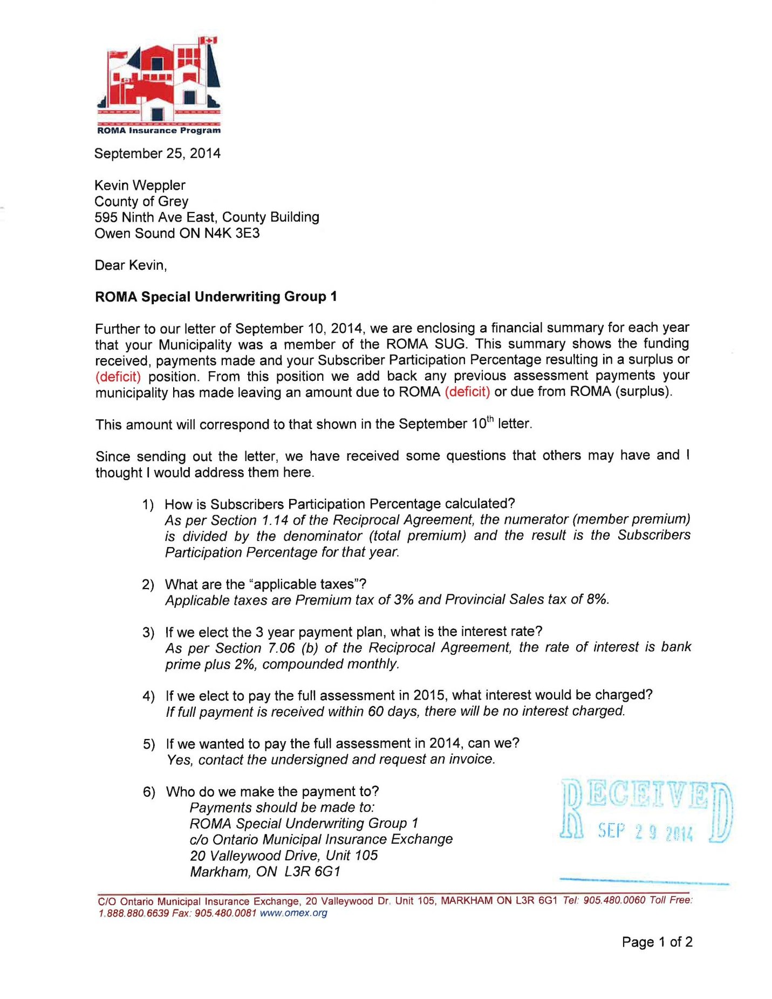 ROMA Insurance Program
September 25, 2014
Kevin Weppler
County of Grey
595 Ninth Ave East, County Building
Owen Sound ON N4K 3E3
Dear Kevin,
ROMA Special Underwriting Group 1
Further to our letter of September 10, 2014, we are enclosing a financial summary for each year
that your Municipality was a member of the ROMA SUG. This summary shows the funding
received, payments made and your Subscriber Participation Percentage resulting in a surplus or
(deficit) position. From this position we add back any previous assessment payments your
municipality has made leaving an amount due to ROMA (deficit) or due from ROMA (surplus).
This amount will correspond to that shown in the September 10th letter.
Since sending out the letter, we have received some questions that others may have and I
thought I would address them here.
1) How is Subscribers Participation Percentage calculated?
As per Section 1.14 of the Reciprocal Agreement, the numerator (member premium)
is divided by the denominator (total premium) and the result is the Subscribers
Participation Percentage for that year.
2) What are the “applicable taxes”?
Applicable taxes are Premium tax of 3% and Provincial Sales tax of 8%.
3) If we elect the 3 year payment plan, what is the interest rate?
As per Section 7.06 (b) of the Reciprocal Agreement, the rate of interest is bank
prime plus 2%, compounded monthly.
4) If we elect to pay the full assessment in 2015, what interest would be charged?
If full payment is received within 60 days, there will be no interest charged.
5) If we wanted to pay the full assessment in 2014, can we?
Yes, contact the undersigned and request an invoice.
6) Who do we make the payment to?
Payments should be made to:
ROMA Special Underwriting Group 1
c/o Ontario Municipal Insurance Exchange
20 Valleywood Drive, Unit 105
Markham, ON L3R 6G1
RECEIVED
SEP 29 2014
C/O Ontario Municipal Insurance Exchange, 20 Valleywood Dr. Unit 105, MARKHAM ON L3R 6G1 Tel: 905.480.0060 Toll Free:
1.888.880.6639 Fax: 905.480.0081 www.omex.org
Page 1 of 2